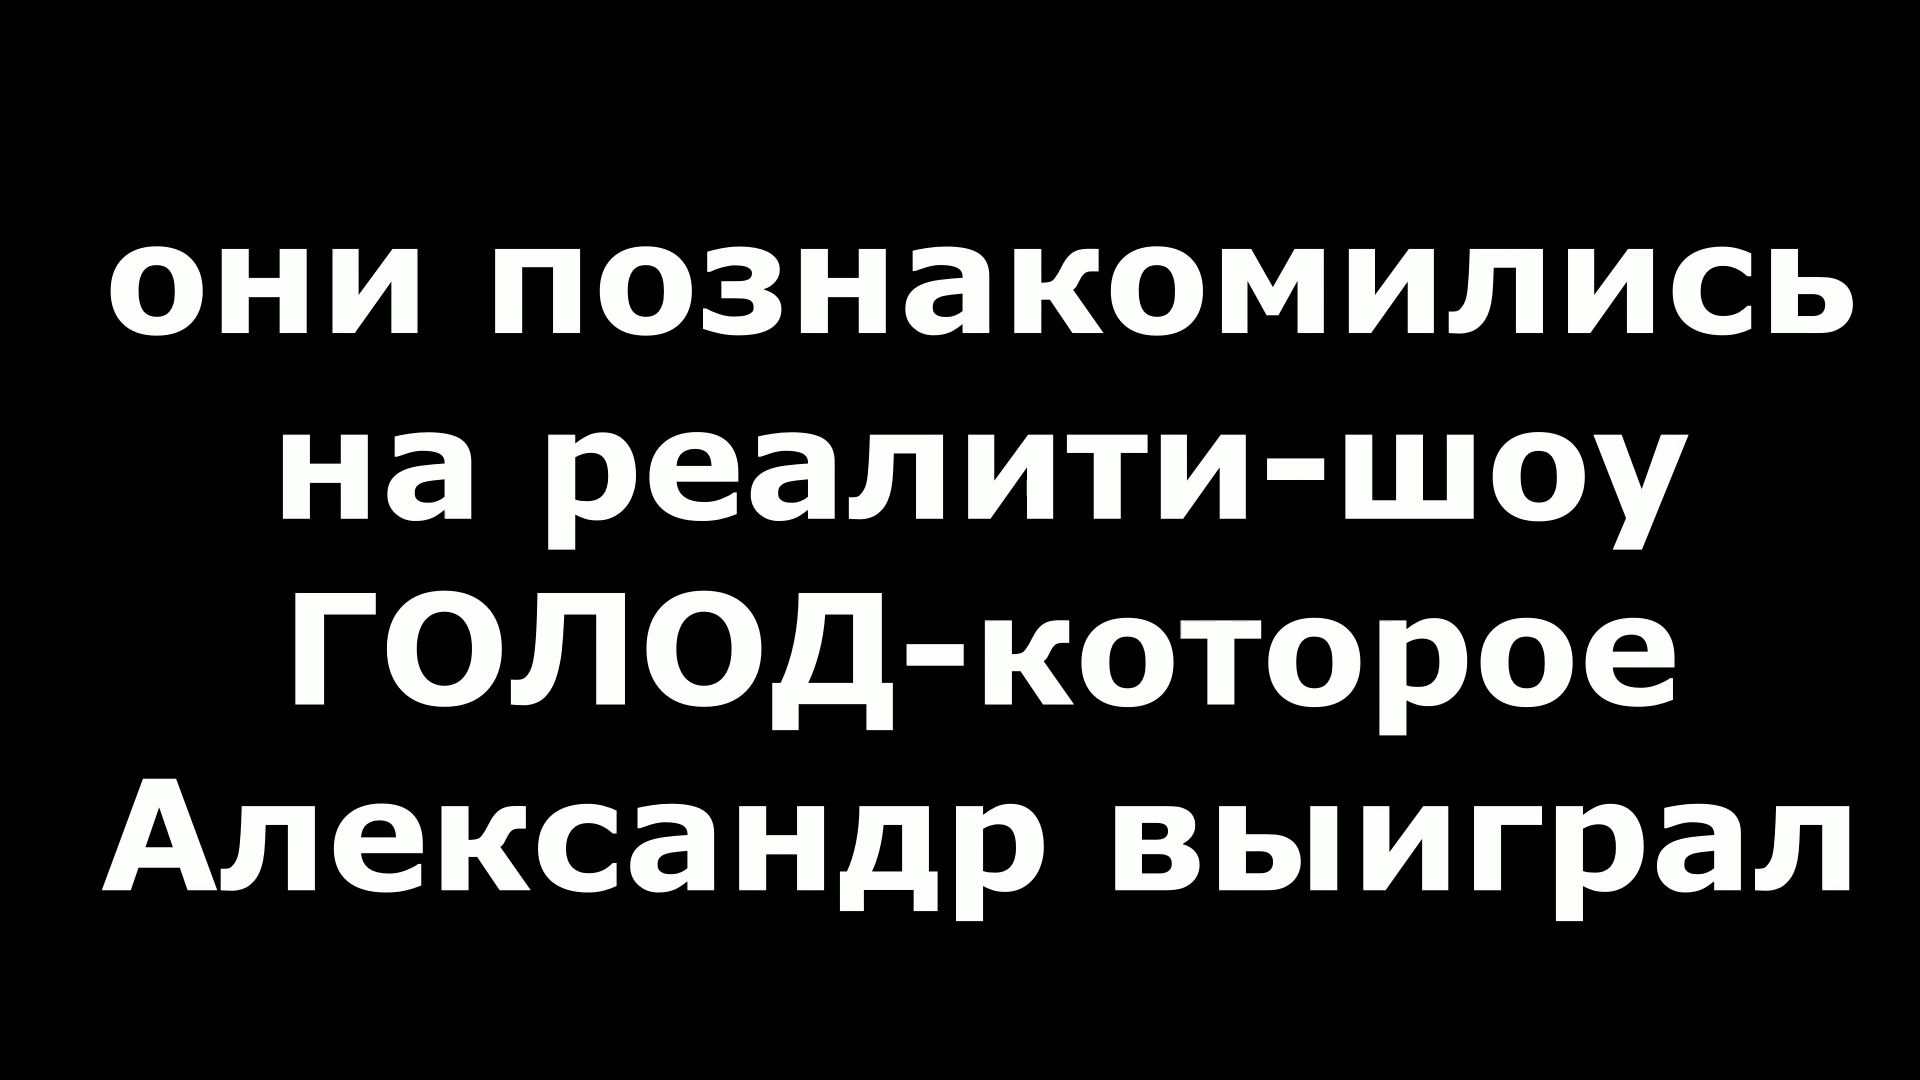 они познакомились
на реалити-шоу
ГОЛОД-которое
Александр выиграл